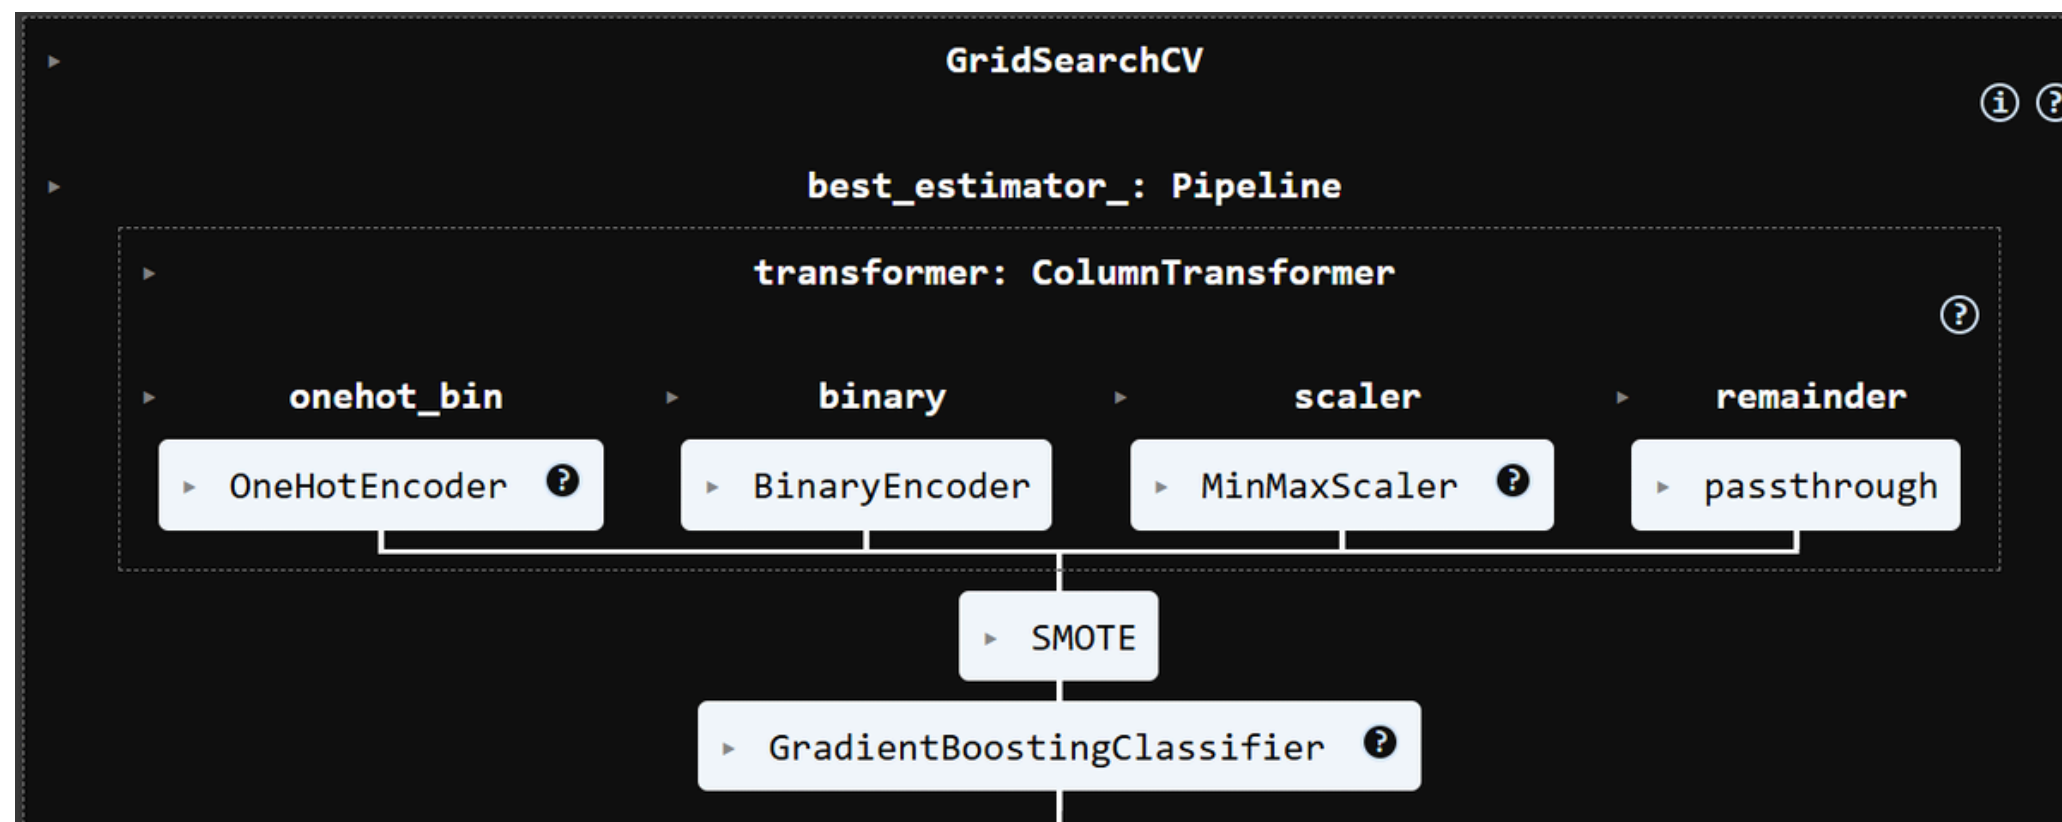 GridSearchCV
i ?
best_estimator_: Pipeline
transformer: ColumnTransformer
?
onehot_bin binary scaler remainder
OneHotEncoder ? BinaryEncoder MinMaxScaler ? passthrough
SMOTE
GradientBoostingClassifier ?